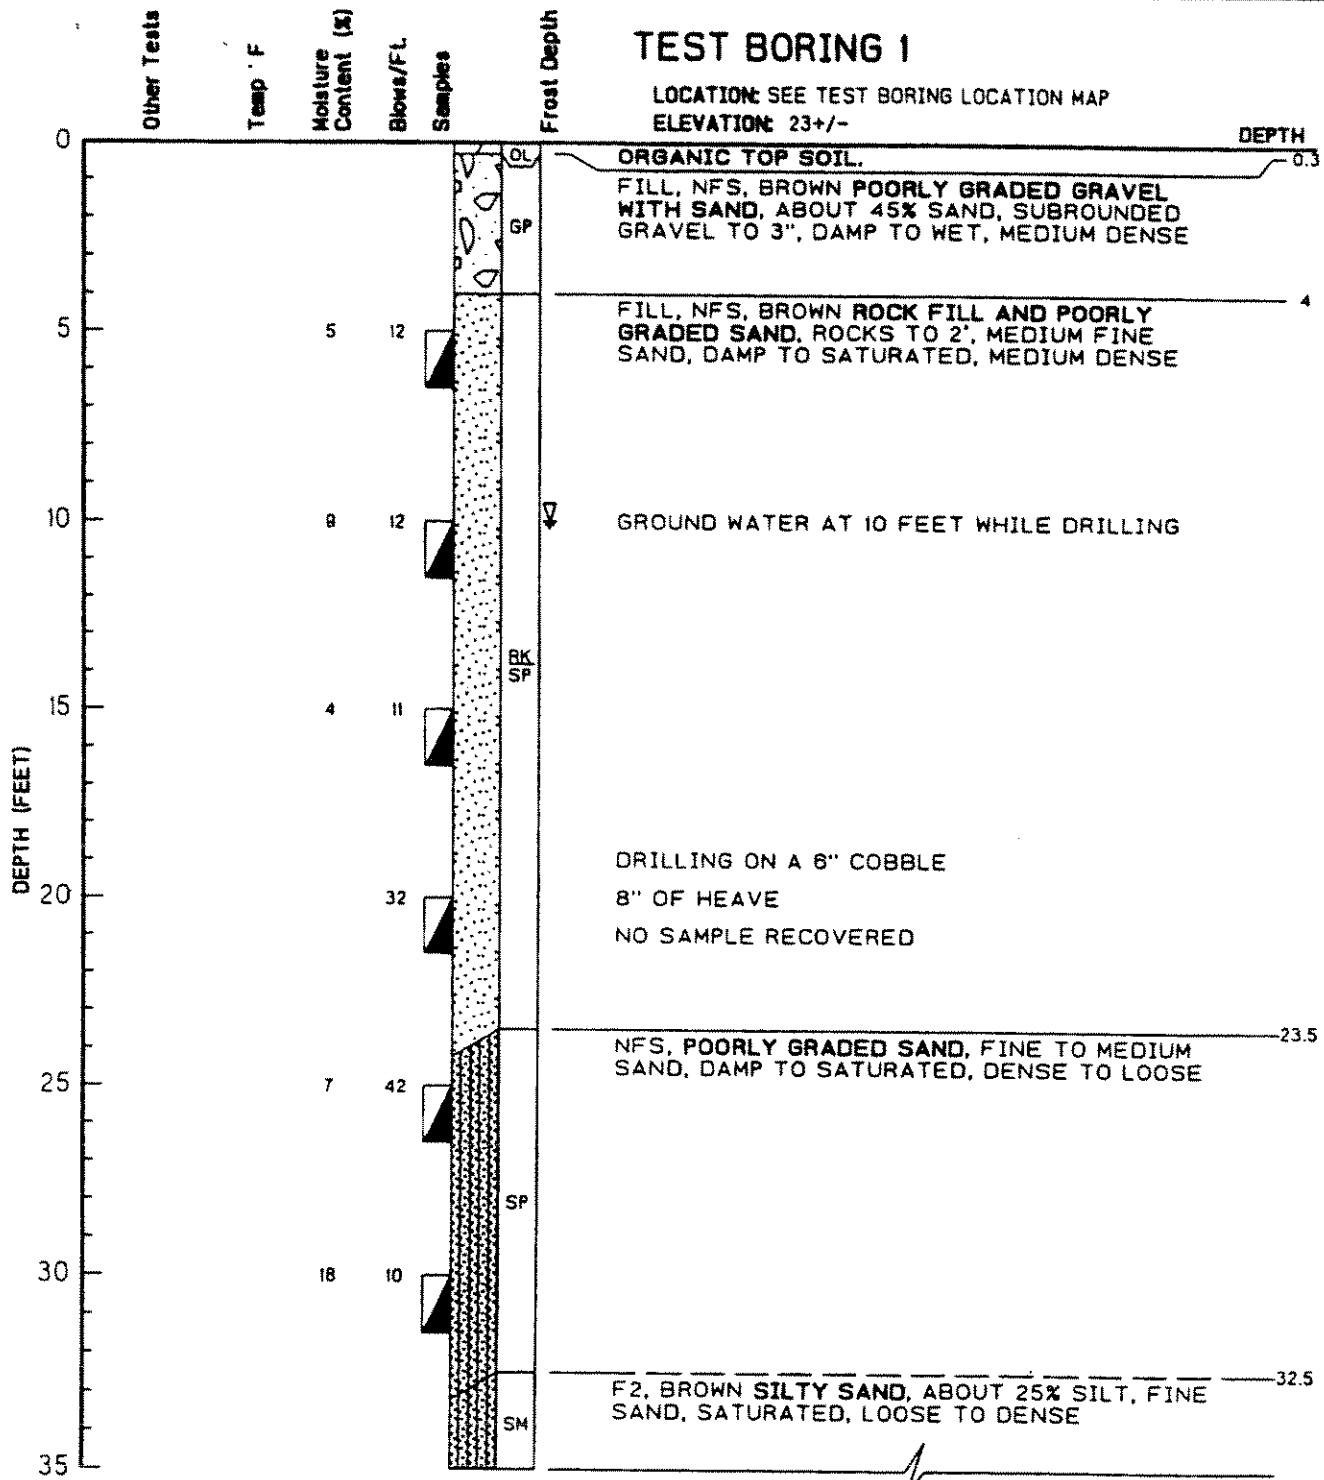 TEST BORING 1
LOCATION: SEE TEST BORING LOCATION MAP
ELEVATION: 23+/-
Other Tests
Temp °F
Moisture
Content (%)
Blows/Ft.
Samples
Frost Depth
DEPTH
0
OL
ORGANIC TOP SOIL.
0.3
FILL, NFS, BROWN POORLY GRADED GRAVEL
WITH SAND, ABOUT 45% SAND, SUBROUNDED
GRAVEL TO 3", DAMP TO WET, MEDIUM DENSE
GP
4
FILL, NFS, BROWN ROCK FILL AND POORLY
GRADED SAND, ROCKS TO 2', MEDIUM FINE
SAND, DAMP TO SATURATED, MEDIUM DENSE
5
5
12
10
9
12
GROUND WATER AT 10 FEET WHILE DRILLING
RK
SP
15
4
11
DEPTH (FEET)
DRILLING ON A 6" COBBLE
20
32
8" OF HEAVE
NO SAMPLE RECOVERED
23.5
NFS, POORLY GRADED SAND, FINE TO MEDIUM
SAND, DAMP TO SATURATED, DENSE TO LOOSE
25
7
42
SP
30
18
10
32.5
F2, BROWN SILTY SAND, ABOUT 25% SILT, FINE
SAND, SATURATED, LOOSE TO DENSE
SM
35